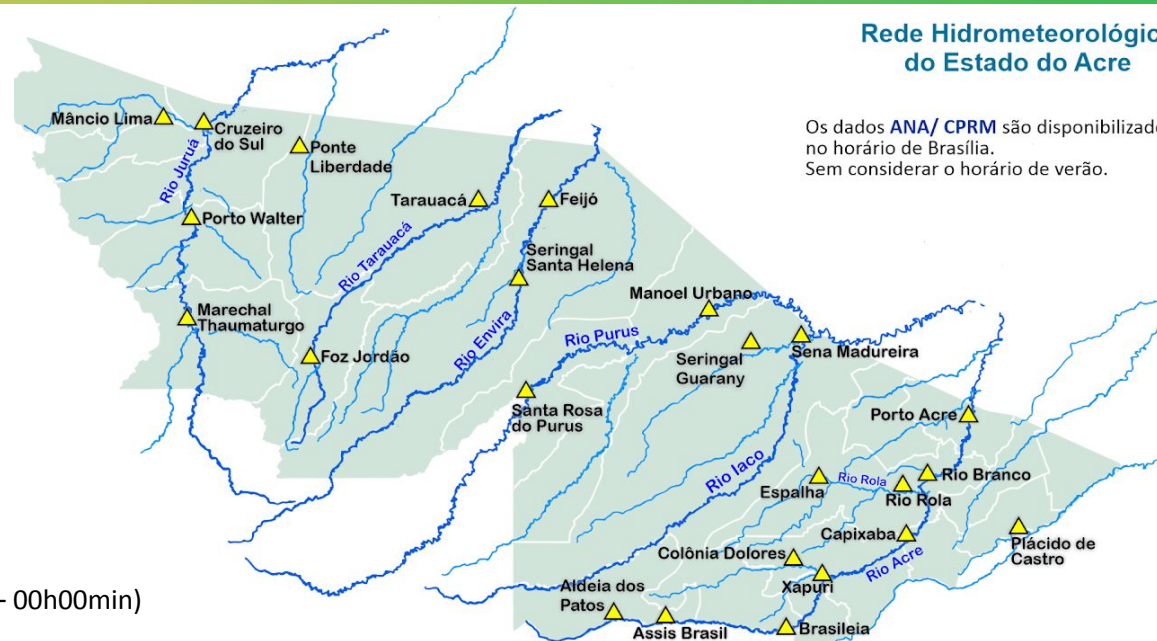 Rede Hidrometeorológic
do Estado do Acre
Os dados ANA/ CPRM são disponibilizado
no horário de Brasília.
Sem considerar o horário de verão.
Mâncio Lima
Cruzeiro
do Sul
Ponte
Liberdade
Rio Juruá
Tarauacá
Feijó
Porto Walter
Rio Tarauacá
Seringal
Santa Helena
Manoel Urbano
Marechal
Thaumaturgo
Rio Envira
Rio Purus
Foz Jordão
Seringal
Guarany
Sena Madureira
Santa Rosa
do Purus
Porto Acre
Rio Iaco
Espalha
Rio Rola
Rio Rola
Rio Branco
Capixaba
Plácido de
Castro
Colônia Dolores
Rio Acre
Xapuri
Aldeia dos
Patos
Assis Brasil
Brasileia
- 00h00min)